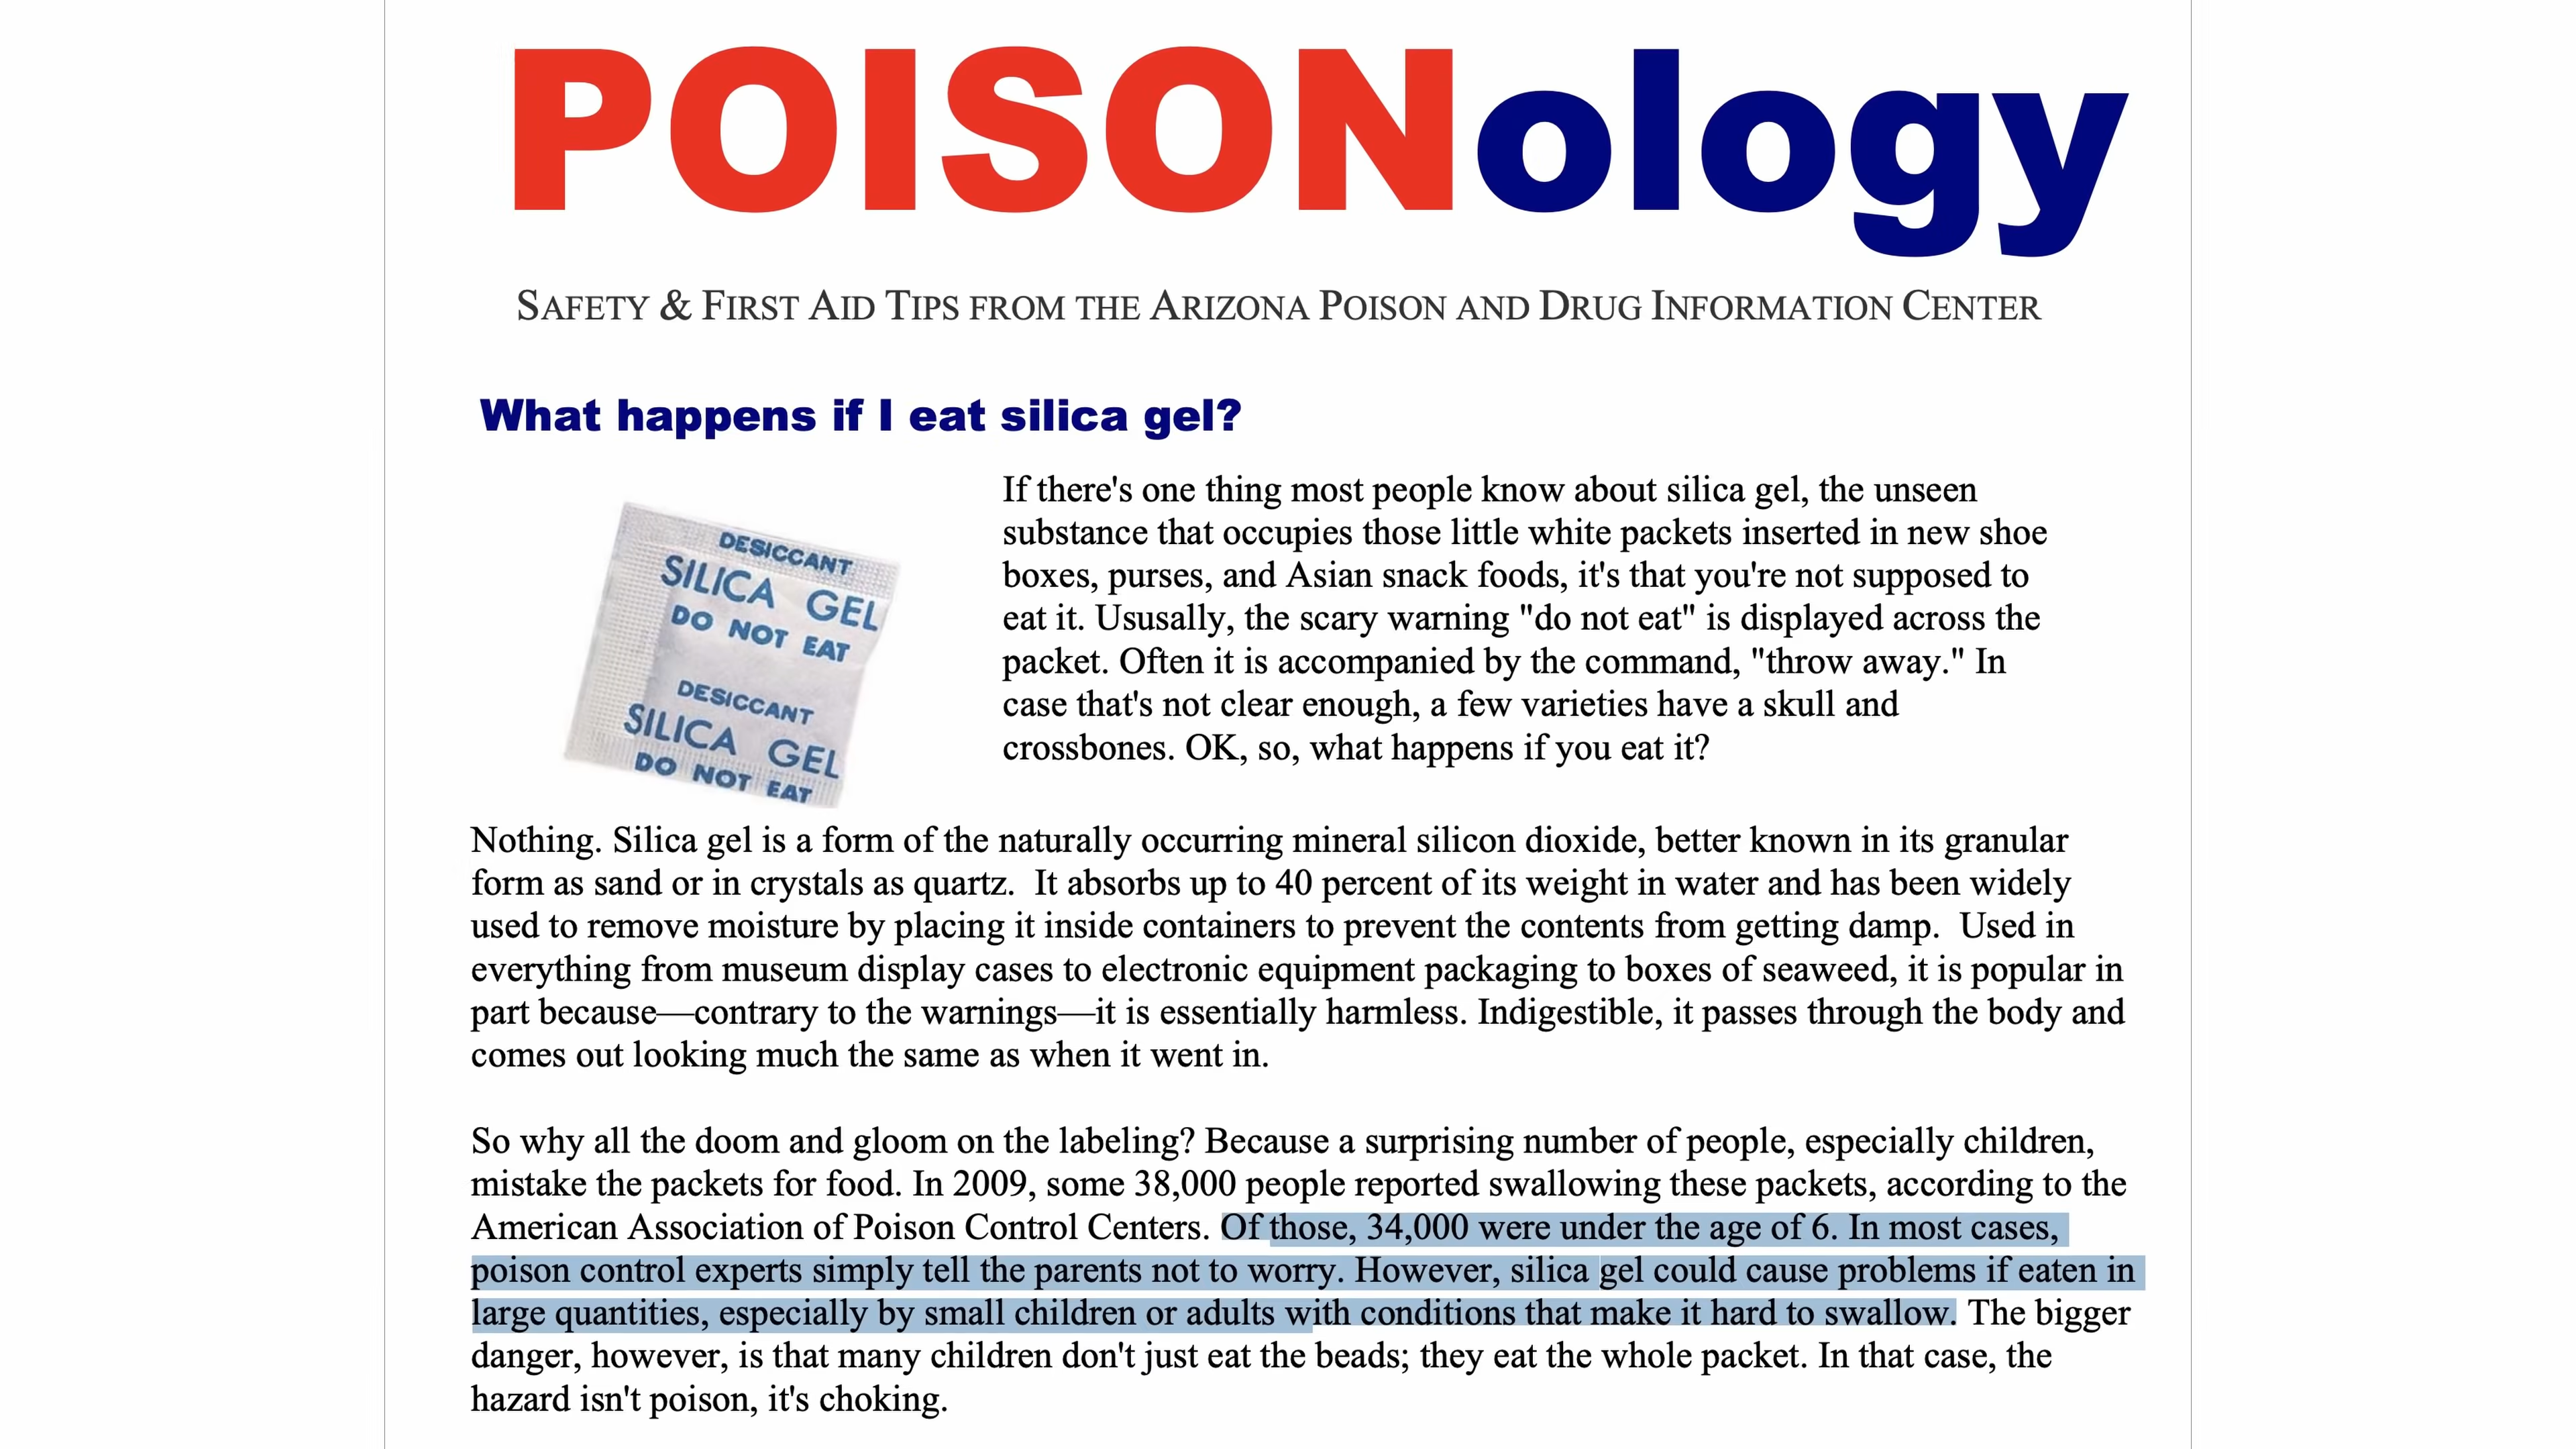 POISONology
SAFETY & FIRST AID TIPS FROM THE ARIZONA POISON AND DRUG INFORMATION CENTER
What happens if I eat silica gel?
DESICCANT
SILICA GEL
DO NOT EAT
DESICCANT
SILICA GEL
DO NOT EAT
If there's one thing most people know about silica gel, the unseen
substance that occupies those little white packets inserted in new shoe
boxes, purses, and Asian snack foods, it's that you're not supposed to
eat it. Ususally, the scary warning "do not eat" is displayed across the
packet. Often it is accompanied by the command, "throw away." In
case that's not clear enough, a few varieties have a skull and
crossbones. OK, so, what happens if you eat it?
Nothing. Silica gel is a form of the naturally occurring mineral silicon dioxide, better known in its granular
form as sand or in crystals as quartz.  It absorbs up to 40 percent of its weight in water and has been widely
used to remove moisture by placing it inside containers to prevent the contents from getting damp.  Used in
everything from museum display cases to electronic equipment packaging to boxes of seaweed, it is popular in
part because—contrary to the warnings—it is essentially harmless. Indigestible, it passes through the body and
comes out looking much the same as when it went in.
So why all the doom and gloom on the labeling? Because a surprising number of people, especially children,
mistake the packets for food. In 2009, some 38,000 people reported swallowing these packets, according to the
American Association of Poison Control Centers. Of those, 34,000 were under the age of 6. In most cases,
poison control experts simply tell the parents not to worry. However, silica gel could cause problems if eaten in
large quantities, especially by small children or adults with conditions that make it hard to swallow. The bigger
danger, however, is that many children don't just eat the beads; they eat the whole packet. In that case, the
hazard isn't poison, it's choking.